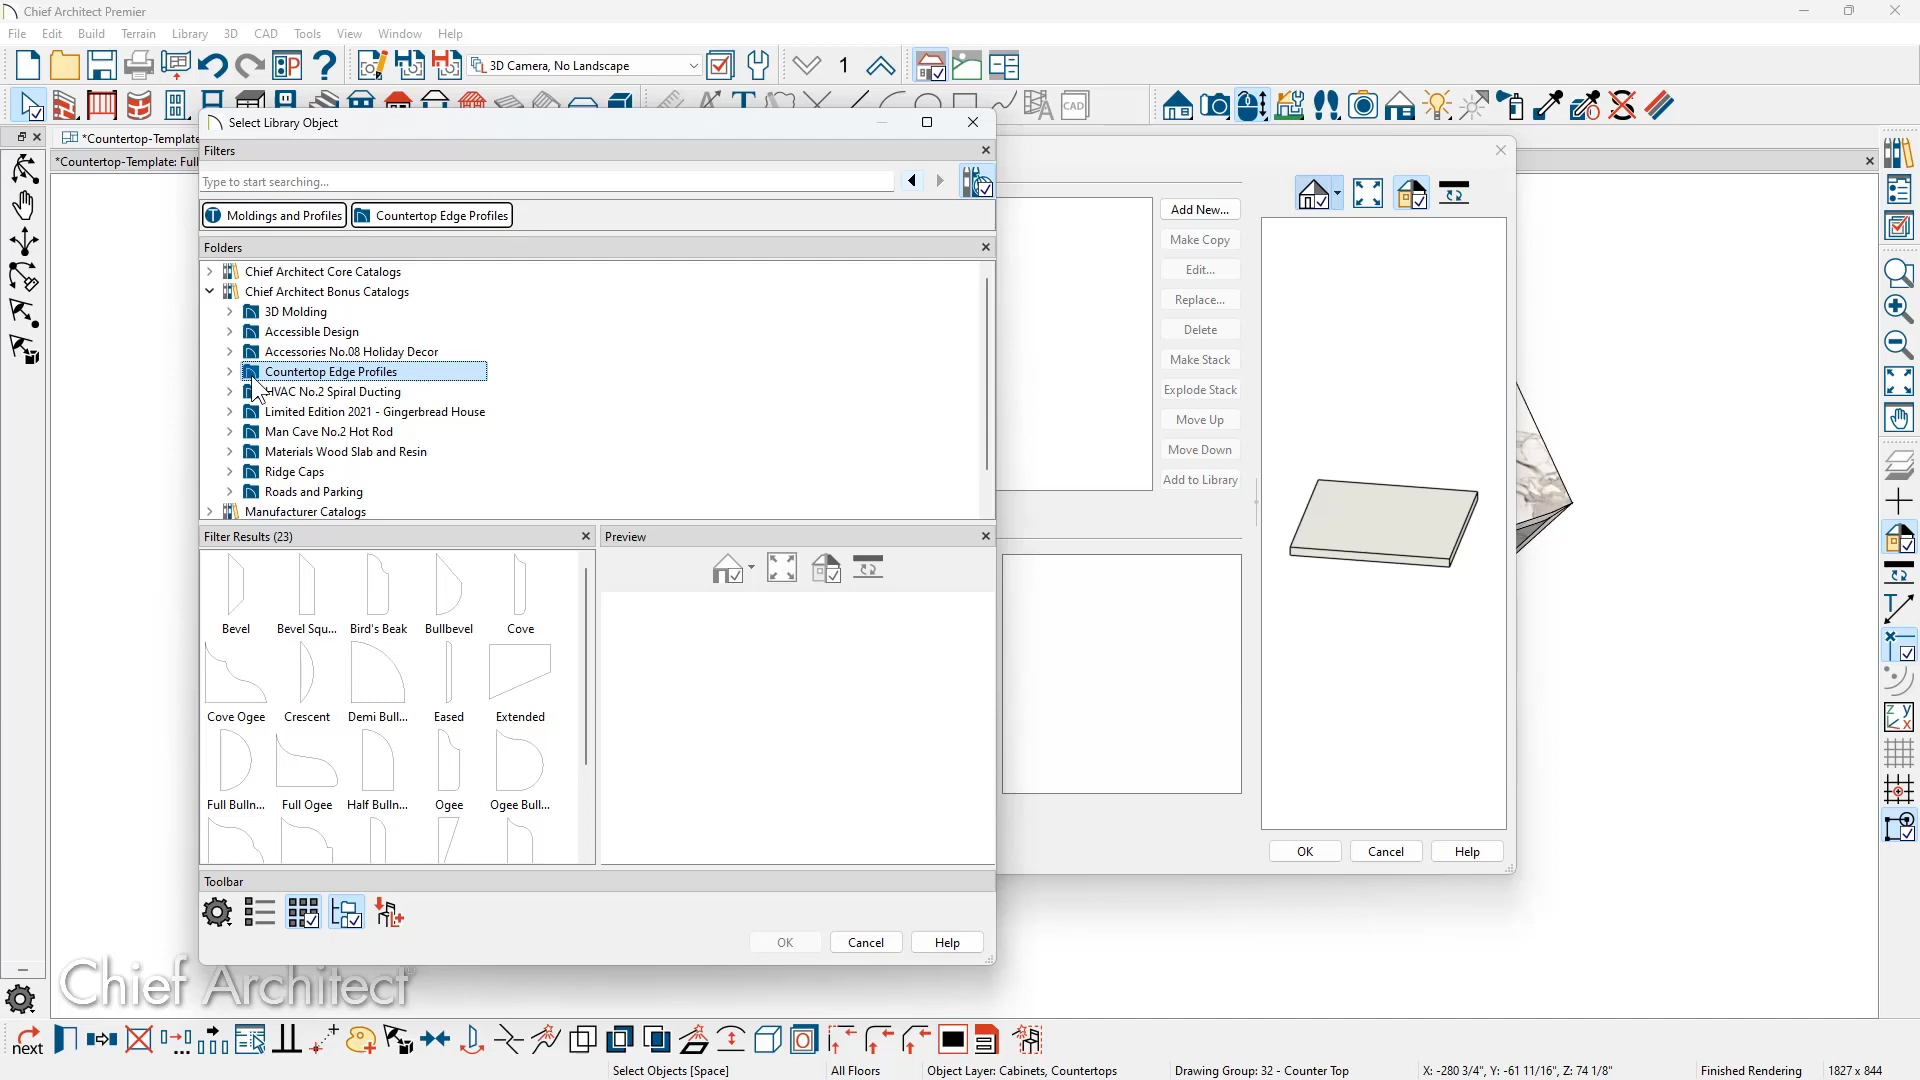 Chief Architect Premier
File Edit Build Terrain Library 3D CAD Tools View Window Help
3D Camera, No Landscape
1
CAD
Select Library Object
*Countertop-Template
*Countertop-Template: Full
Filters
Type to start searching...
Moldings and Profiles
Countertop Edge Profiles
Folders
Chief Architect Core Catalogs
Chief Architect Bonus Catalogs
3D Molding
Accessible Design
Accessories No.08 Holiday Decor
Countertop Edge Profiles
HVAC No.2 Spiral Ducting
Limited Edition 2021 - Gingerbread House
Man Cave No.2 Hot Rod
Materials Wood Slab and Resin
Ridge Caps
Roads and Parking
Manufacturer Catalogs
Filter Results (23)
Preview
Bevel
Bevel Squ...
Bird's Beak
Bullbevel
Cove
Cove Ogee
Crescent
Demi Bull...
Eased
Extended
Full Bulln...
Full Ogee
Half Bulln...
Ogee
Ogee Bull...
Toolbar
OK
Cancel
Help
Add New...
Make Copy
Edit...
Replace...
Delete
Make Stack
Explode Stack
Move Up
Move Down
Add to Library
OK
Cancel
Help
Chief Architect
next
Select Objects [Space]
All Floors
Object Layer: Cabinets, Countertops
Drawing Group: 32 - Counter Top
X: -280 3/4", Y: -61 11/16", Z: 74 1/8"
Finished Rendering
1827 x 844